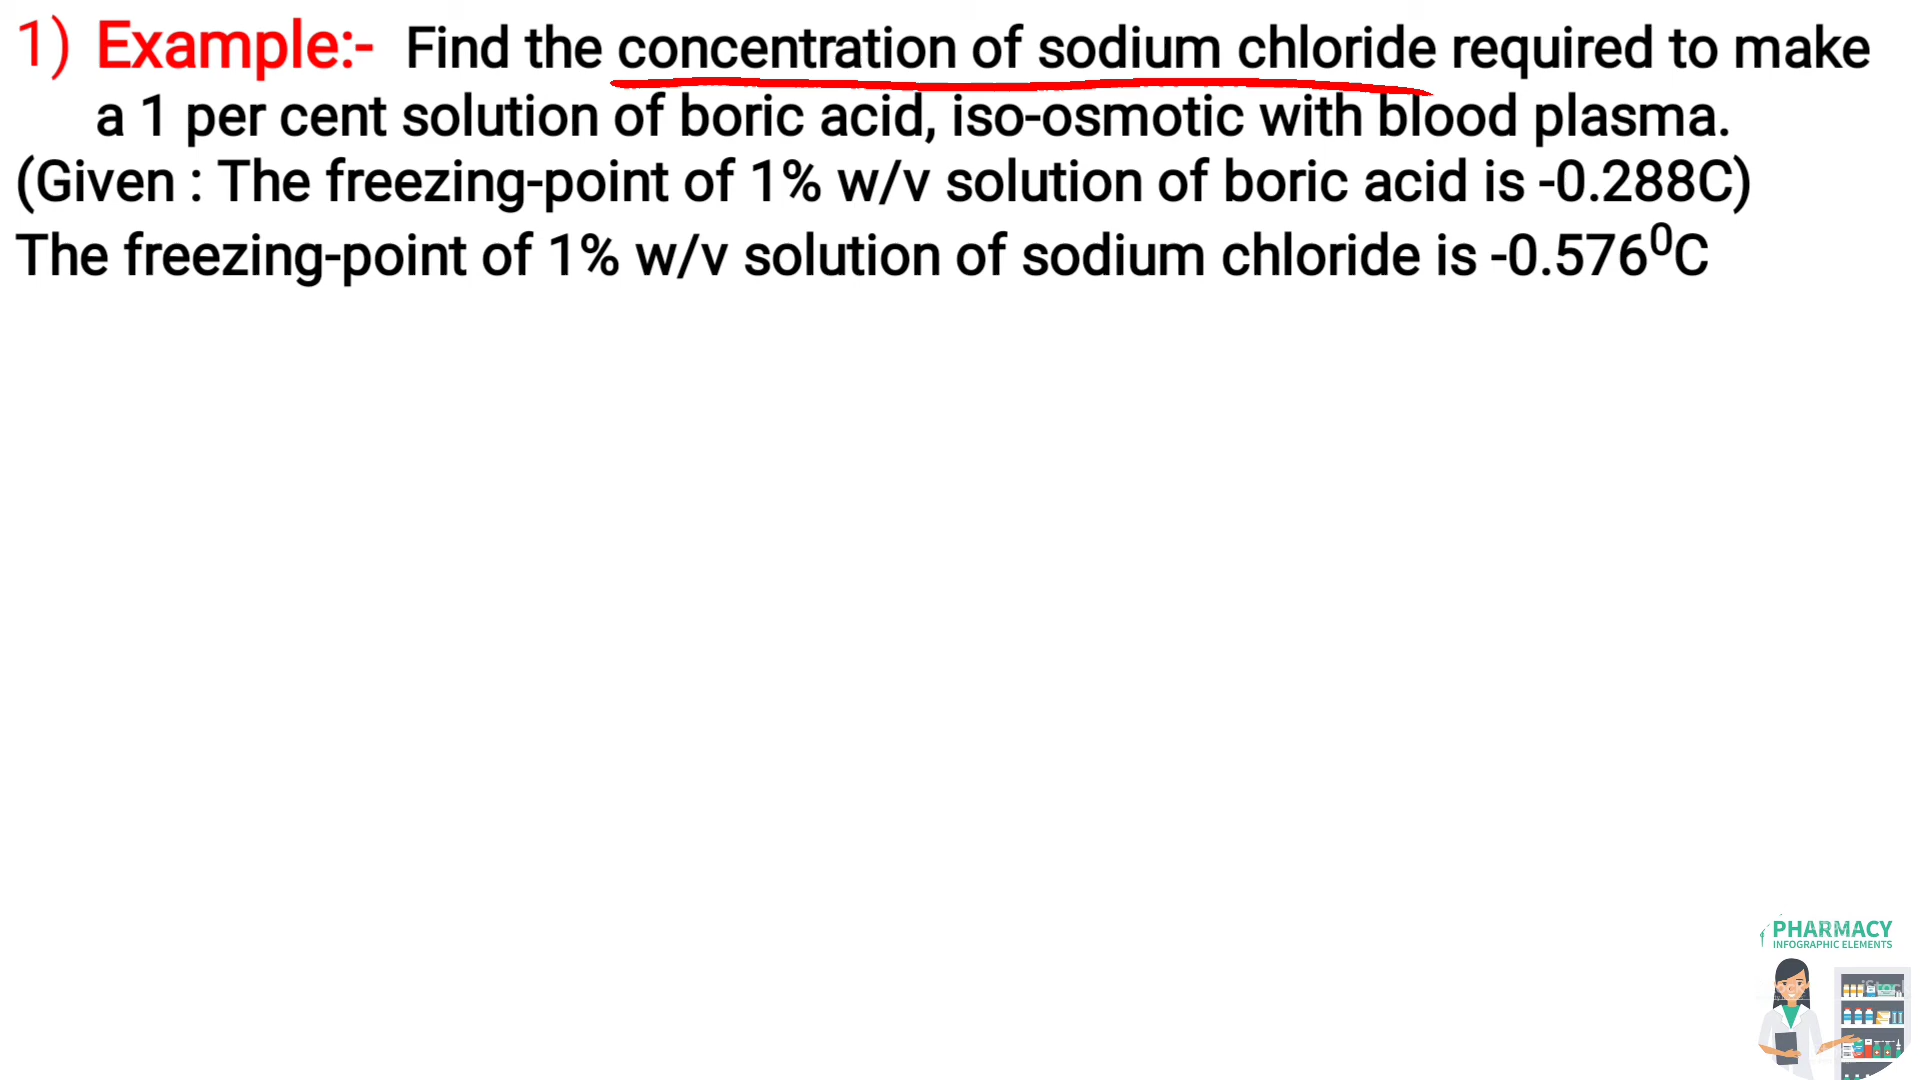 1) Example:- Find the concentration of sodium chloride required to make
a 1 per cent solution of boric acid, iso-osmotic with blood plasma.
(Given : The freezing-point of 1% w/v solution of boric acid is -0.288C)
The freezing-point of 1% w/v solution of sodium chloride is -0.576⁰C
PHARMACY
INFOGRAPHIC ELEMENTS
iStock